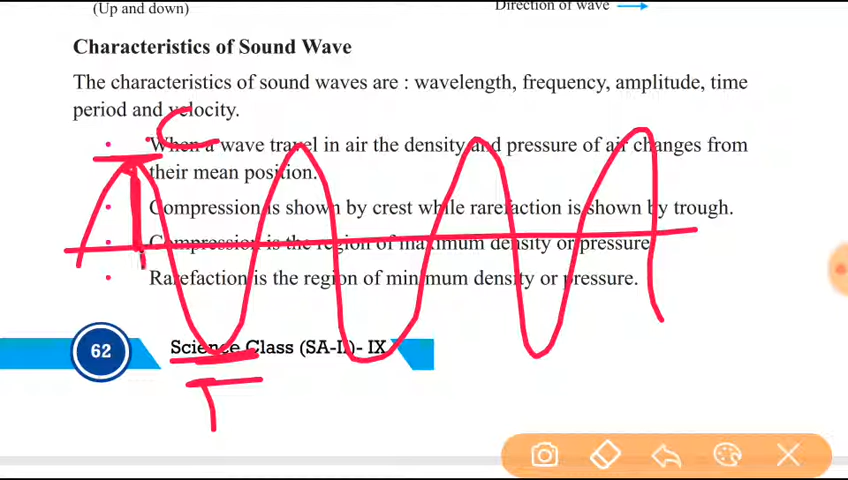 (Up and down)
Direction of wave
Characteristics of Sound Wave
The characteristics of sound waves are : wavelength, frequency, amplitude, time
period and velocity.
C
When a wave travel in air the density and pressure of air changes from
their mean position.
Compression is shown by crest while rarefaction is shown by trough.
Compression is the region of maximum density or pressure
Rarefaction is the region of minimum density or pressure.
62
Science Class (SA-II)- IX
T